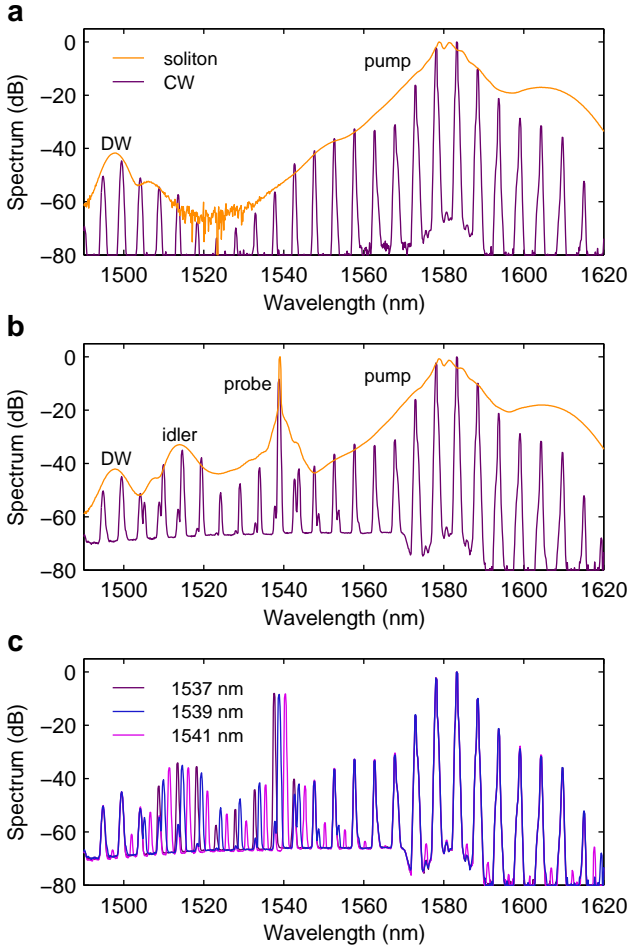 a
0
−20
−40
−60
−80
Spectrum (dB)
soliton
CW
pump
DW
1500 1520 1540 1560 1580 1600 1620
Wavelength (nm)
b
0
−20
−40
−60
−80
Spectrum (dB)
probe
pump
idler
DW
1500 1520 1540 1560 1580 1600 1620
Wavelength (nm)
c
0
−20
−40
−60
−80
Spectrum (dB)
1537 nm
1539 nm
1541 nm
1500 1520 1540 1560 1580 1600 1620
Wavelength (nm)